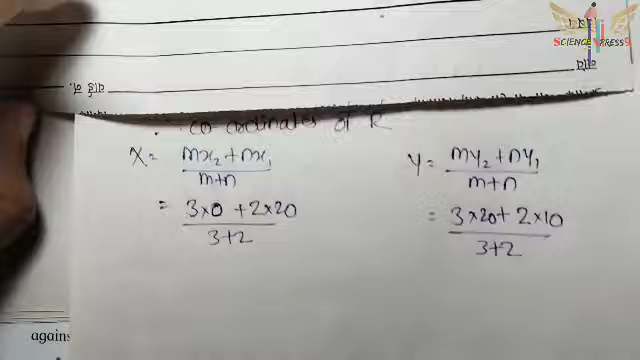 SCIENCE XPRESS9
co ordinates of R
X = mx₂ + nx₁ / m+n
Y = my₂ + ny₁ / m+n
= 3×0 + 2×20 / 3+2
= 3×20 + 2×10 / 3+2
agains